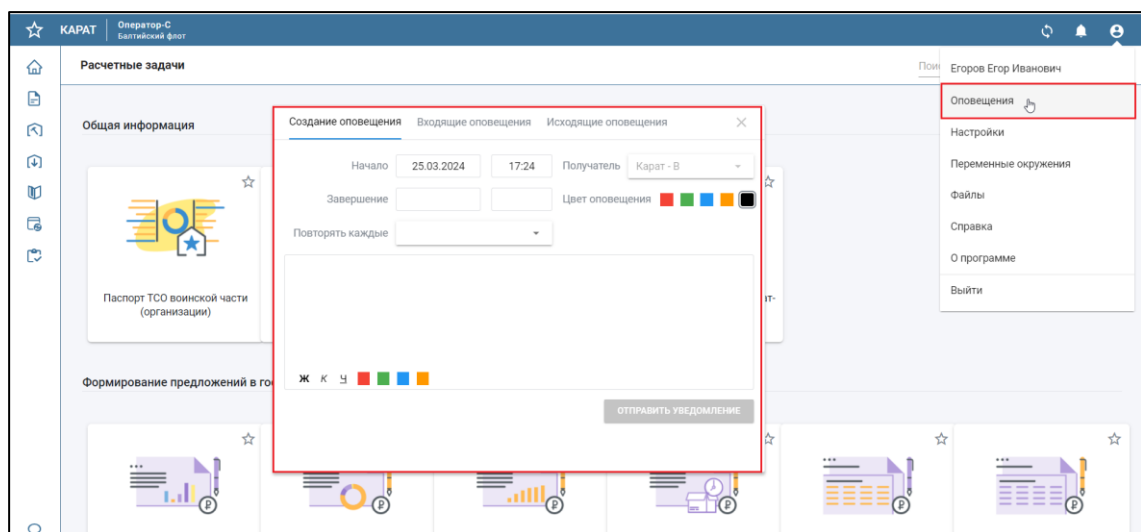 КАРАТ
Оператор-С
Балтийский флот
Расчетные задачи
Егоров Егор Иванович
Оповещения
Настройки
Переменные окружения
Файлы
Справка
О программе
Выйти
Общая информация
Создание оповещения Входящие оповещения Исходящие оповещения
Начало 25.03.2024 17:24 Получатель Карат - В
Завершение Цвет оповещения
Повторять каждые
Ж К Ч
ОТПРАВИТЬ УВЕДОМЛЕНИЕ
Паспорт ТСО воинской части
(организации)
Формирование предложений в